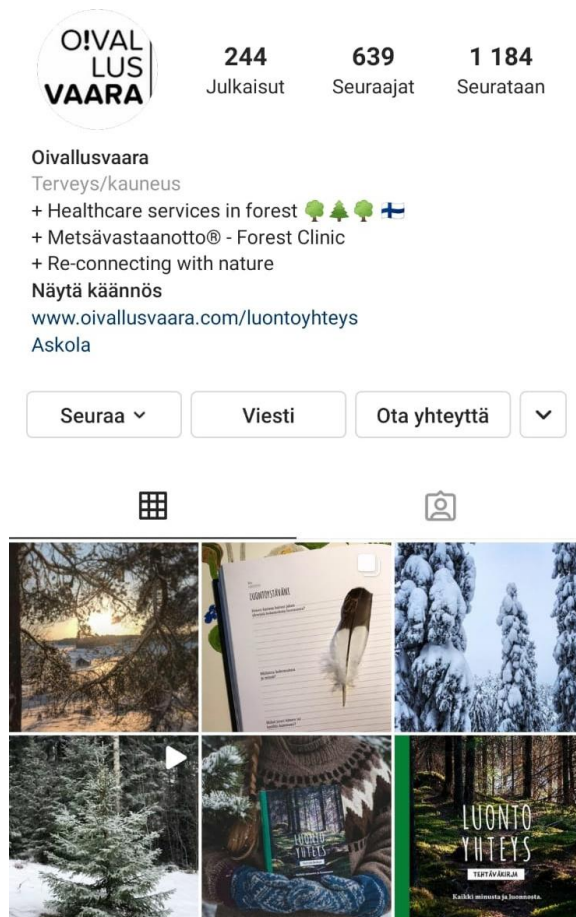 O!VAL
LUS
VAARA
244 639 1 184
Julkaisut Seuraajat Seurataan
Oivallusvaara
Terveys/kauneus
+ Healthcare services in forest 🌳🌲🌳 🇫🇮
+ Metsävastaanotto® - Forest Clinic
+ Re-connecting with nature
Näytä käännös
www.oivallusvaara.com/luontoyhteys
Askola
Seuraa Viesti Ota yhteyttä
LUONTOYSTÄVÄNI
LUONTO
YHTEYS
LUONTO
YHTEYS
TEHTÄVÄKIRJA
Kaikki minusta ja luonnosta.